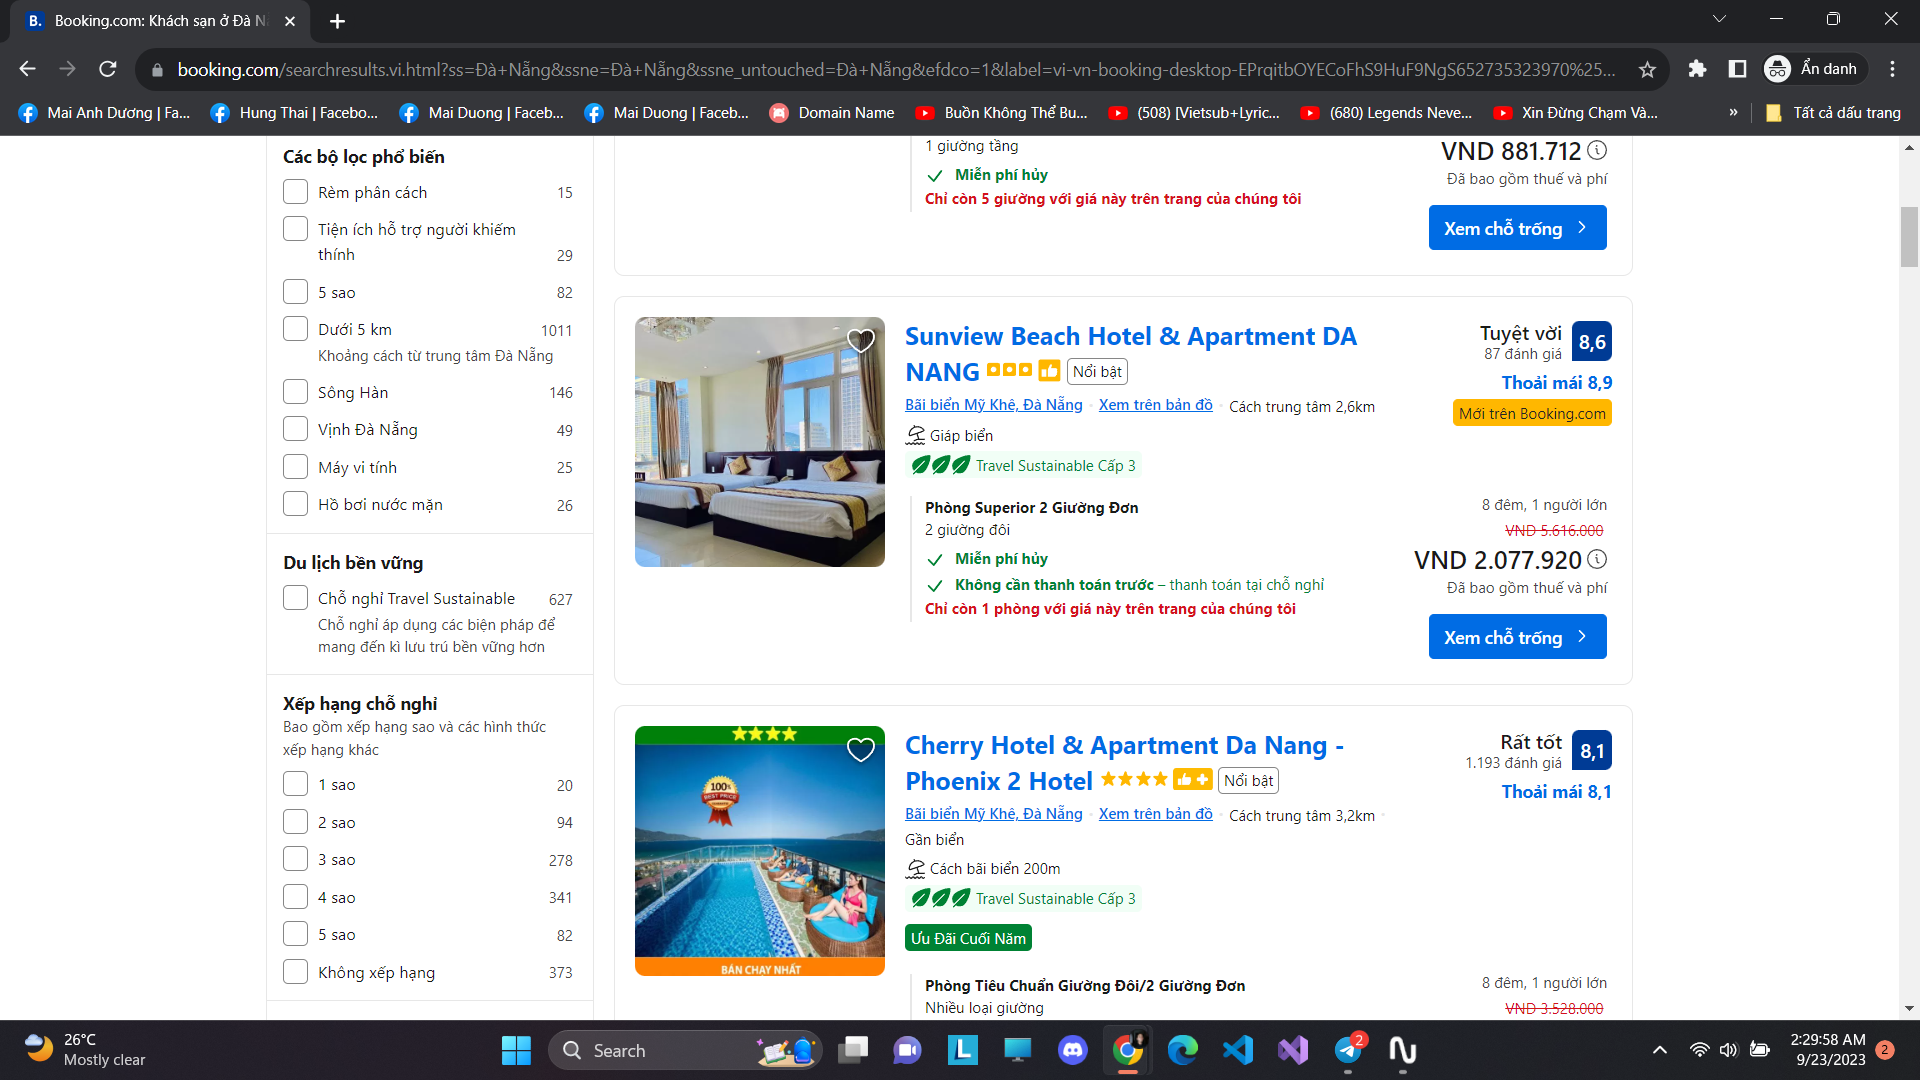 Booking.com: Khách sạn ở Đà N
booking.com/searchresults.vi.html?ss=Đà+Nẵng&ssne=Đà+Nẵng&ssne_untouched=Đà+Nẵng&efdco=1&label=vi-vn-booking-desktop-EPrqitbOYECoFhS9HuF9NgS652735323970%25...
Ẩn danh
Mai Anh Dương | Fa...
Hung Thai | Facebo...
Mai Duong | Faceb...
Mai Duong | Faceb...
Domain Name
Buồn Không Thể Bu...
(508) [Vietsub+Lyric...
(680) Legends Neve...
Xin Đừng Chạm Và...
»
Tất cả dấu trang
Các bộ lọc phổ biến
Rèm phân cách 15
Tiện ích hỗ trợ người khiếm
thính 29
5 sao 82
Dưới 5 km 1011
Khoảng cách từ trung tâm Đà Nẵng
Sông Hàn 146
Vịnh Đà Nẵng 49
Máy vi tính 25
Hồ bơi nước mặn 26
Du lịch bền vững
Chỗ nghỉ Travel Sustainable 627
Chỗ nghỉ áp dụng các biện pháp để
mang đến kì lưu trú bền vững hơn
Xếp hạng chỗ nghỉ
Bao gồm xếp hạng sao và các hình thức
xếp hạng khác
1 sao 20
2 sao 94
3 sao 278
4 sao 341
5 sao 82
Không xếp hạng 373
1 giường tầng
Miễn phí hủy
Chỉ còn 5 giường với giá này trên trang của chúng tôi
VND 881.712
Đã bao gồm thuế và phí
Xem chỗ trống
Sunview Beach Hotel & Apartment DA
NANG Nổi bật
Bãi biển Mỹ Khê, Đà Nẵng Xem trên bản đồ Cách trung tâm 2,6km
Giáp biển
Travel Sustainable Cấp 3
Tuyệt vời 8,6
87 đánh giá
Thoải mái 8,9
Mới trên Booking.com
Phòng Superior 2 Giường Đơn
2 giường đôi
Miễn phí hủy
Không cần thanh toán trước – thanh toán tại chỗ nghỉ
Chỉ còn 1 phòng với giá này trên trang của chúng tôi
8 đêm, 1 người lớn
VND 5.616.000
VND 2.077.920
Đã bao gồm thuế và phí
Xem chỗ trống
100%
BEST PRICE
BÁN CHẠY NHẤT
Cherry Hotel & Apartment Da Nang -
Phoenix 2 Hotel Nổi bật
Bãi biển Mỹ Khê, Đà Nẵng Xem trên bản đồ Cách trung tâm 3,2km
Gần biển
Cách bãi biển 200m
Travel Sustainable Cấp 3
Ưu Đãi Cuối Năm
Rất tốt 8,1
1.193 đánh giá
Thoải mái 8,1
Phòng Tiêu Chuẩn Giường Đôi/2 Giường Đơn
Nhiều loại giường
8 đêm, 1 người lớn
VND 3.528.000
26°C
Mostly clear
Search
2
2:29:58 AM
9/23/2023
2